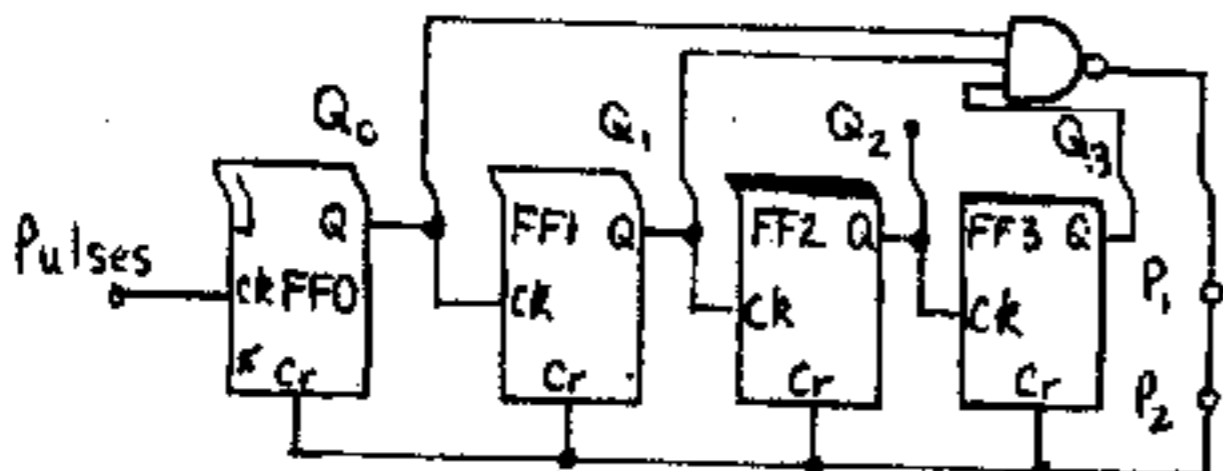 Q₀
Q₁
Q₂
Q₃
Pulses
J
Q
ck FF0
K
Cr
FF1 Q
ck
Cr
FF2 Q
ck
Cr
FF3 Q
ck
Cr
P₁
P₂